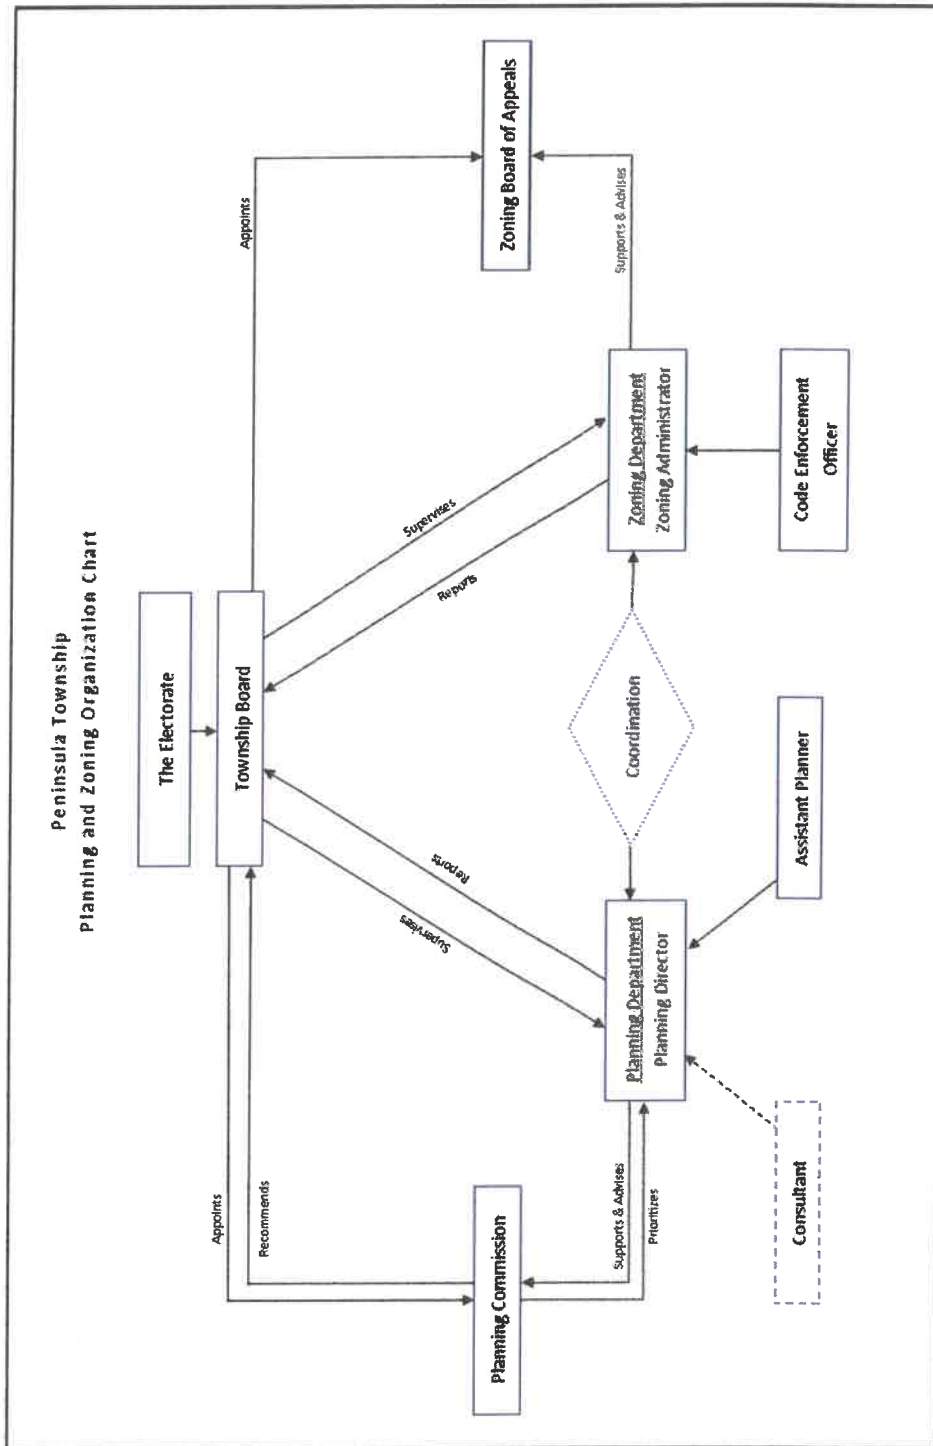 Peninsula Township
Planning and Zoning Organization Chart
The Electorate
Township Board
Appoints
Recommends
Appoints
Supervises
Reports
Reports
Supervises
Planning Commission
Zoning Board of Appeals
Supports & Advises
Prioritizes
Planning Department
Planning Director
Coordination
Zoning Department
Zoning Administrator
Supports & Advises
Consultant
Assistant Planner
Code Enforcement
Officer